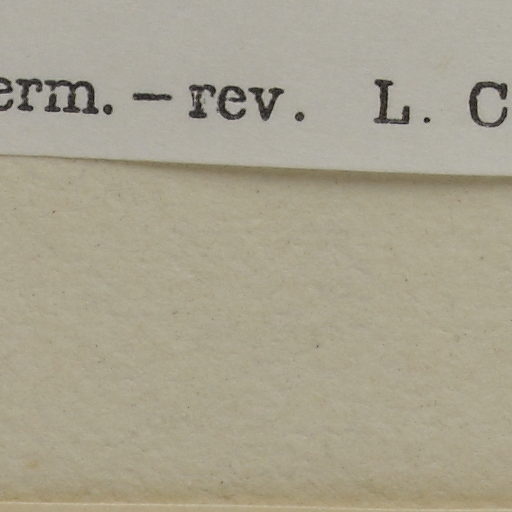 erm. — rev. L. C